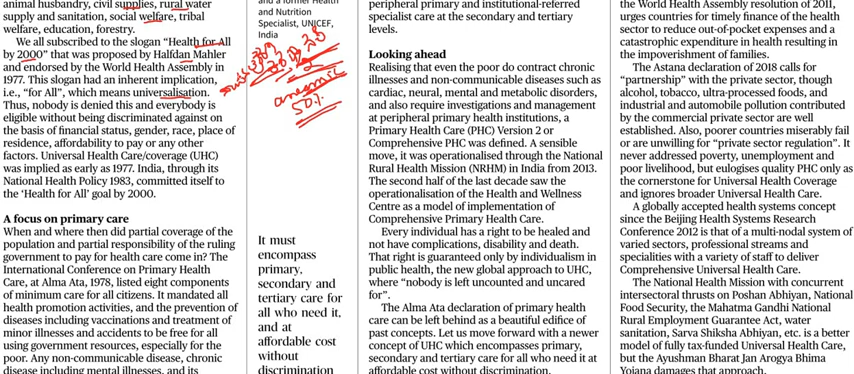 animal husbandry, civil supplies, rural water
supply and sanitation, social welfare, tribal
welfare, education, forestry.
We all subscribed to the slogan “Health for All
by 2000” that was proposed by Halfdan Mahler
and endorsed by the World Health Assembly in
1977. This slogan had an inherent implication,
i.e., “for All”, which means universalisation.
Thus, nobody is denied this and everybody is
eligible without being discriminated against on
the basis of financial status, gender, race, place of
residence, affordability to pay or any other
factors. Universal Health Care/coverage (UHC)
was implied as early as 1977. India, through its
National Health Policy 1983, committed itself to
the ‘Health for All’ goal by 2000.
A focus on primary care
When and where then did partial coverage of the
population and partial responsibility of the ruling
government to pay for health care come in? The
International Conference on Primary Health
Care, at Alma Ata, 1978, listed eight components
of minimum care for all citizens. It mandated all
health promotion activities, and the prevention of
diseases including vaccinations and treatment of
minor illnesses and accidents to be free for all
using government resources, especially for the
poor. Any non-communicable disease, chronic
disease including mental illnesses, and its
and a former Health
and Nutrition
Specialist, UNICEF,
India
50%
It must
encompass
primary,
secondary and
tertiary care for
all who need it,
and at
affordable cost
without
discrimination
peripheral primary and institution-referred
specialist care at the secondary and tertiary
levels.
Looking ahead
Realising that even the poor do contract chronic
illnesses and non-communicable diseases such as
cardiac, neural, mental and metabolic disorders,
and also require investigations and management
at peripheral primary health institutions, a
Primary Health Care (PHC) Version 2 or
Comprehensive PHC was defined. A sensible
move, it was operationalised through the National
Rural Health Mission (NRHM) in India from 2013.
The second half of the last decade saw the
operationalisation of the Health and Wellness
Centre as a model of implementation of
Comprehensive Primary Health Care.
Every individual has a right to be healed and
not have complications, disability and death.
That right is guaranteed only by individualism in
public health, the new global approach to UHC,
where “nobody is left uncounted and uncared
for”.
The Alma Ata declaration of primary health
care can be left behind as a beautiful edifice of
past concepts. Let us move forward with a newer
concept of UHC which encompasses primary,
secondary and tertiary care for all who need it at
affordable cost without discrimination.
the World Health Assembly resolution of 2011,
urges countries for timely finance of the health
sector to reduce out-of-pocket expenses and a
catastrophic expenditure in health resulting in
the impoverishment of families.
The Astana declaration of 2018 calls for
“partnership” with the private sector, though
alcohol, tobacco, ultra-processed foods, and
industrial and automobile pollution contributed
by the commercial private sector are well
established. Also, poorer countries miserably fail
or are unwilling for “private sector regulation”. It
never addressed poverty, unemployment and
poor livelihood, but eulogises quality PHC only as
the cornerstone for Universal Health Coverage
and ignores broader Universal Health Care.
A globally accepted health systems concept
since the Beijing Health Systems Research
Conference 2012 is that of a multi-nodal system of
varied sectors, professional streams and
specialities with a variety of staff to deliver
Comprehensive Universal Health Care.
The National Health Mission with concurrent
intersectoral thrusts on Poshan Abhiyan, National
Food Security, the Mahatma Gandhi National
Rural Employment Guarantee Act, water
sanitation, Sarva Shiksha Abhiyan, etc. is a better
model of fully tax-funded Universal Health Care,
but the Ayushman Bharat Jan Arogya Bhima
Yojana damages that approach.